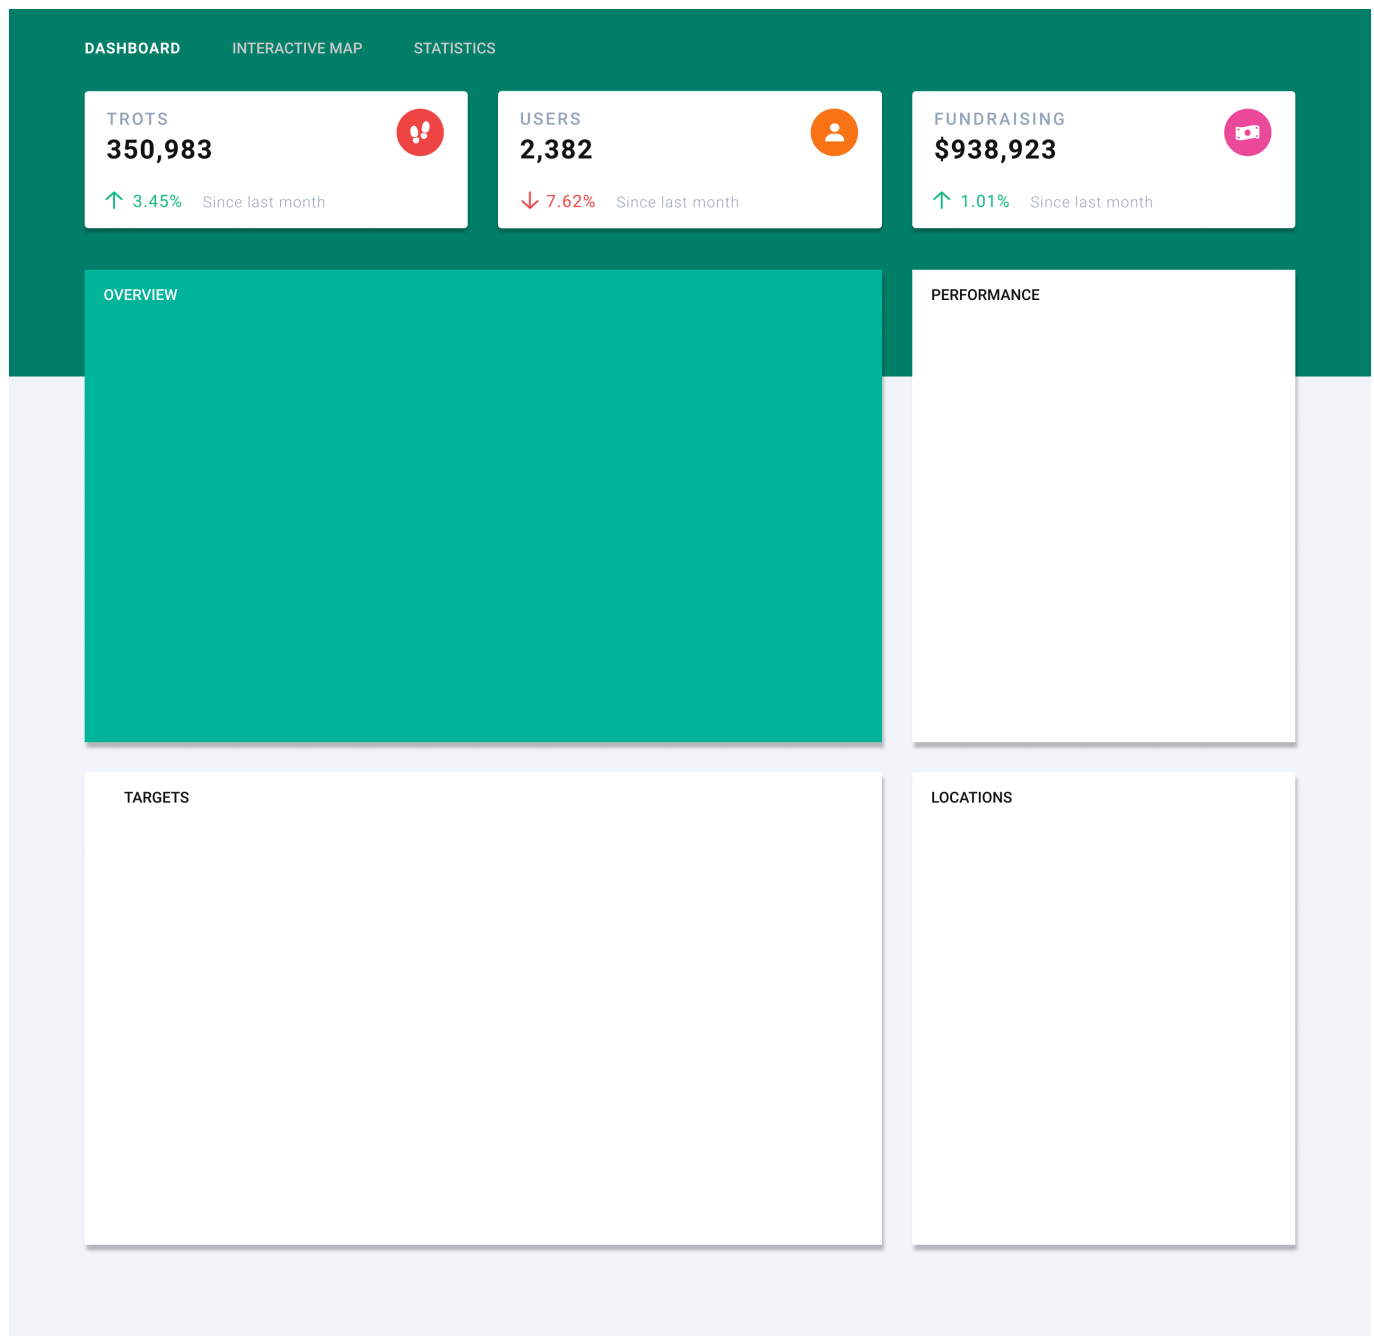 DASHBOARD INTERACTIVE MAP STATISTICS
TROTS
350,983
3.45% Since last month
USERS
2,382
7.62% Since last month
FUNDRAISING
$938,923
1.01% Since last month
OVERVIEW
PERFORMANCE
TARGETS
LOCATIONS